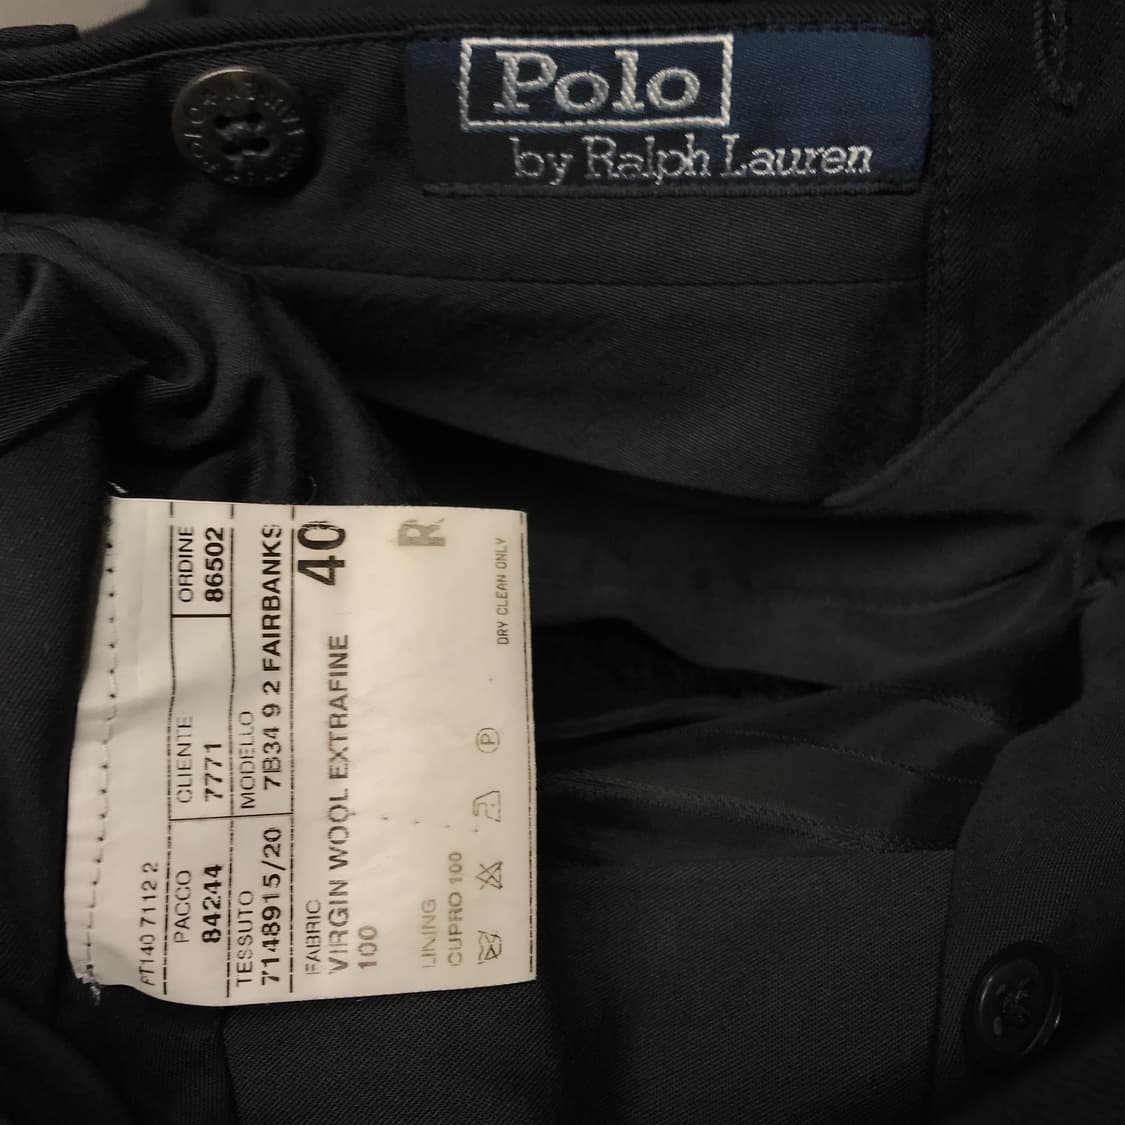 Polo
by Ralph Lauren
PT140 7112 2
PACCO CLIENTE ORDINE
84244 7771 86502
TESSUTO MODELLO
7148915/20 7B34 9 2 FAIRBANKS
FABRIC 40
VIRGIN WOOL EXTRAFINE
100
R
LINING
CUPRO 100
P
DRY CLEAN ONLY